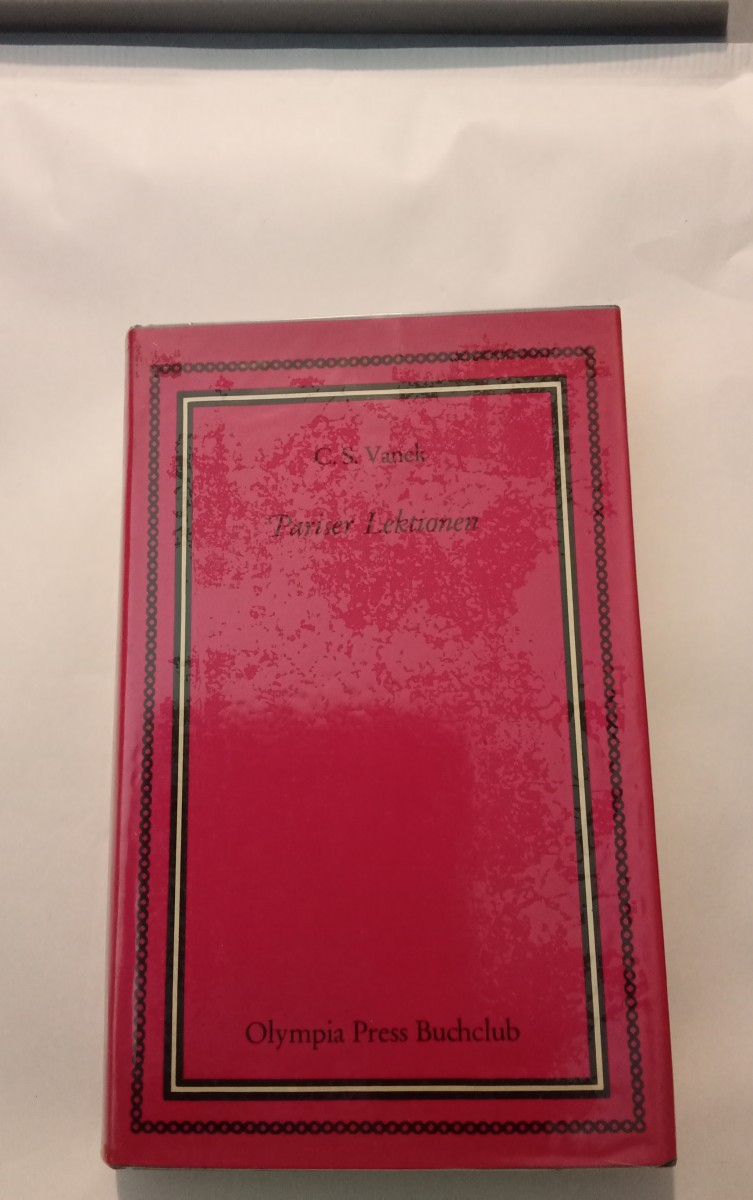 C. S. Vanek
Pariser Lektionen
Olympia Press Buchclub